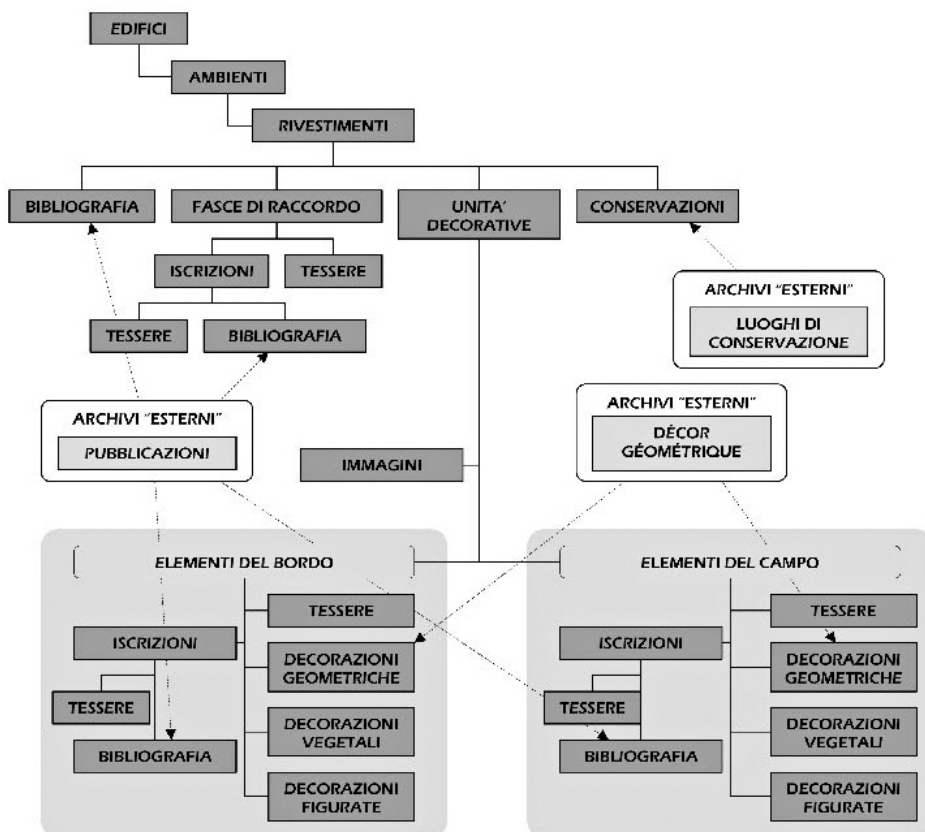 EDIFICI
AMBIENTI
RIVESTIMENTI
BIBLIOGRAFIA
FASCE DI RACCORDO
UNITA'
DECORATIVE
CONSERVAZIONI
ISCRIZIONI
TESSERE
TESSERE
BIBLIOGRAFIA
ARCHIVI "ESTERNI"
LUOGHI DI
CONSERVAZIONE
ARCHIVI "ESTERNI"
PUBBLICAZIONI
ARCHIVI "ESTERNI"
DÉCOR
GÉOMÉTRIQUE
IMMAGINI
ELEMENTI DEL BORDO
TESSERE
ISCRIZIONI
DECORAZIONI
GEOMETRICHE
TESSERE
DECORAZIONI
VEGETALI
BIBLIOGRAFIA
DECORAZIONI
FIGURATE
ELEMENTI DEL CAMPO
TESSERE
ISCRIZIONI
DECORAZIONI
GEOMETRICHE
TESSERE
DECORAZIONI
VEGETALI
BIBLIOGRAFIA
DECORAZIONI
FIGURATE